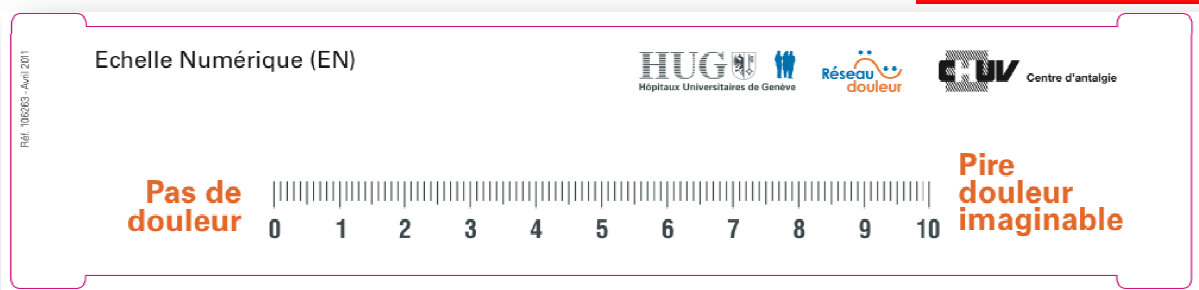 Réf. 106263 - Avril 2011
Echelle Numérique (EN)
HUG
Hôpitaux Universitaires de Genève
Réseau
douleur
CHUV
Centre d'antalgie
Pas de
douleur
0 1 2 3 4 5 6 7 8 9 10
Pire
douleur
imaginable